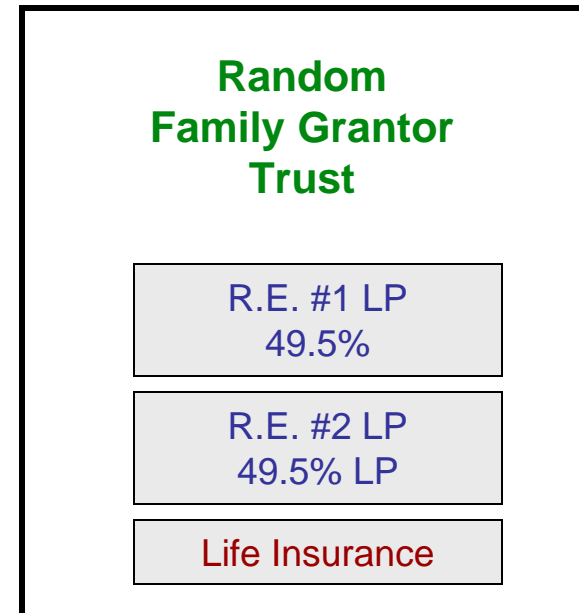 Random
Family Grantor
Trust
R.E. #1 LP
49.5%
R.E. #2 LP
49.5% LP
Life Insurance